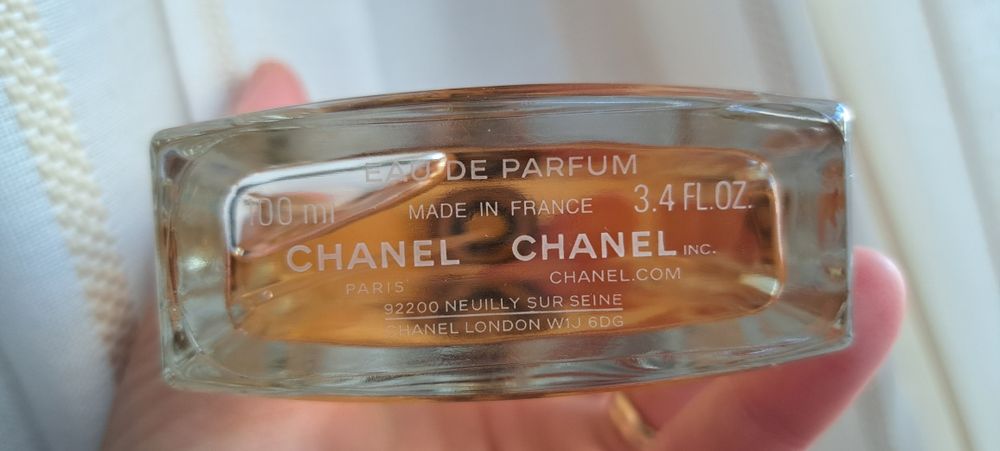 EAU DE PARFUM
100 ml MADE IN FRANCE 3.4 FL.OZ.
CHANEL CHANEL INC.
PARIS CHANEL.COM
92200 NEUILLY SUR SEINE
CHANEL LONDON W1J 6DG